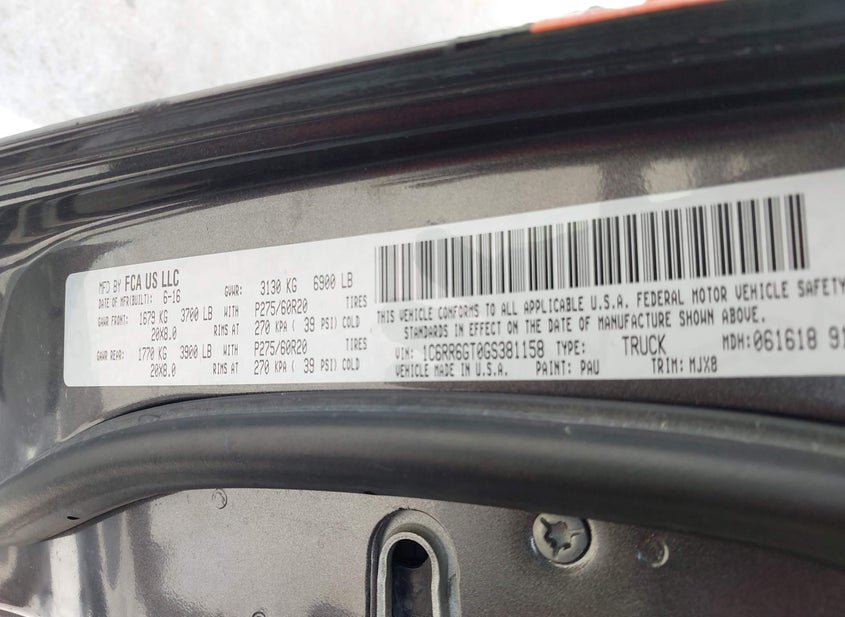 MFD BY FCA US LLC
DATE OF MFR(BUILT): 6-16 GVWR: 3130 KG 6900 LB
GAWR FRONT: 1679 KG 3700 LB WITH P275/60R20 TIRES
20X8.0 RIMS AT 270 KPA ( 39 PSI) COLD
GAWR REAR: 1770 KG 3900 LB WITH P275/60R20 TIRES
20X8.0 RIMS AT 270 KPA ( 39 PSI) COLD
THIS VEHICLE CONFORMS TO ALL APPLICABLE U.S.A. FEDERAL MOTOR VEHICLE SAFETY
STANDARDS IN EFFECT ON THE DATE OF MANUFACTURE SHOWN ABOVE.
VIN: 1C6RR6GT0GS381158 TYPE: TRUCK MDH: 061618 91
VEHICLE MADE IN U.S.A. PAINT: PAU TRIM: MJX8